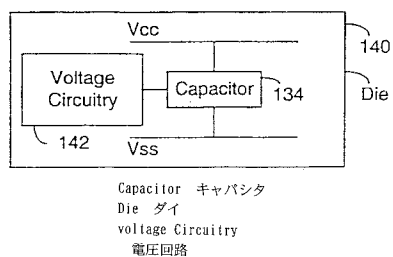 Vcc
140
Voltage
Circuitry
Capacitor
134
Die
142
Vss
Capacitor キャパシタ
Die ダイ
voltage Circuitry
電圧回路